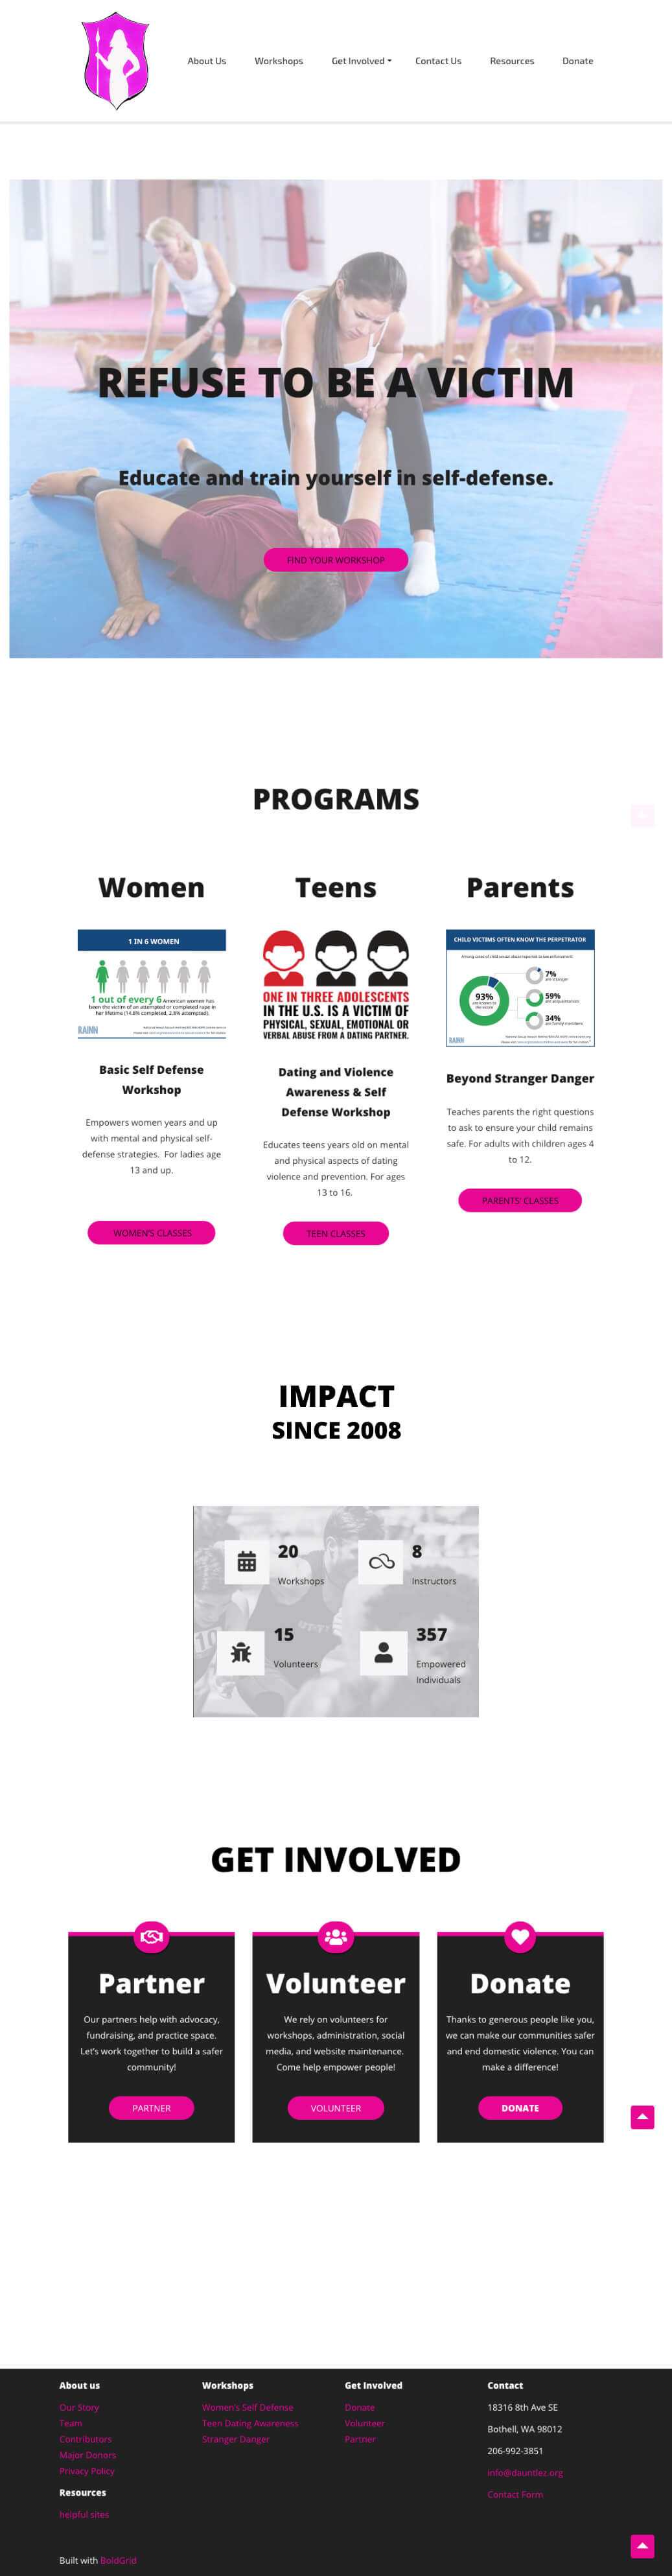 About Us Workshops Get Involved Contact Us Resources Donate
REFUSE TO BE A VICTIM
Educate and train yourself in self-defense.
FIND YOUR WORKSHOP
PROGRAMS
Women
1 IN 6 WOMEN
1 out of every 6 American women has
been the victim of an attempted or completed rape in
her lifetime (14.8% completed, 2.8% attempted).
RAINN
Basic Self Defense
Workshop
Empowers women years and up
with mental and physical self-
defense strategies. For ladies age
13 and up.
WOMEN'S CLASSES
Teens
ONE IN THREE ADOLESCENTS
IN THE U.S. IS A VICTIM OF
PHYSICAL, SEXUAL, EMOTIONAL OR
VERBAL ABUSE FROM A DATING PARTNER.
Dating and Violence
Awareness & Self
Defense Workshop
Educates teens years old on mental
and physical aspects of dating
violence and prevention. For ages
13 to 16.
TEEN CLASSES
Parents
CHILD VICTIMS OFTEN KNOW THE PERPETRATOR
Among cases of child sexual abuse reported to law enforcement
93%
are known to
the victim
7%
are stranger
59%
are acquaintances
34%
are family members
RAINN
Beyond Stranger Danger
Teaches parents the right questions
to ask to ensure your child remains
safe. For adults with children ages 4
to 12.
PARENTS' CLASSES
IMPACT
SINCE 2008
20
Workshops
8
Instructors
15
Volunteers
357
Empowered
Individuals
GET INVOLVED
Partner
Our partners help with advocacy,
fundraising, and practice space.
Let's work together to build a safer
community!
PARTNER
Volunteer
We rely on volunteers for
workshops, administration, social
media, and website maintenance.
Come help empower people!
VOLUNTEER
Donate
Thanks to generous people like you,
we can make our communities safer
and end domestic violence. You can
make a difference!
DONATE
About us
Our Story
Team
Contributors
Major Donors
Privacy Policy
Resources
helpful sites
Workshops
Women's Self Defense
Teen Dating Awareness
Stranger Danger
Get Involved
Donate
Volunteer
Partner
Contact
18316 8th Ave SE
Bothell, WA 98012
206-992-3851
info@dauntlez.org
Contact Form
Built with BoldGrid